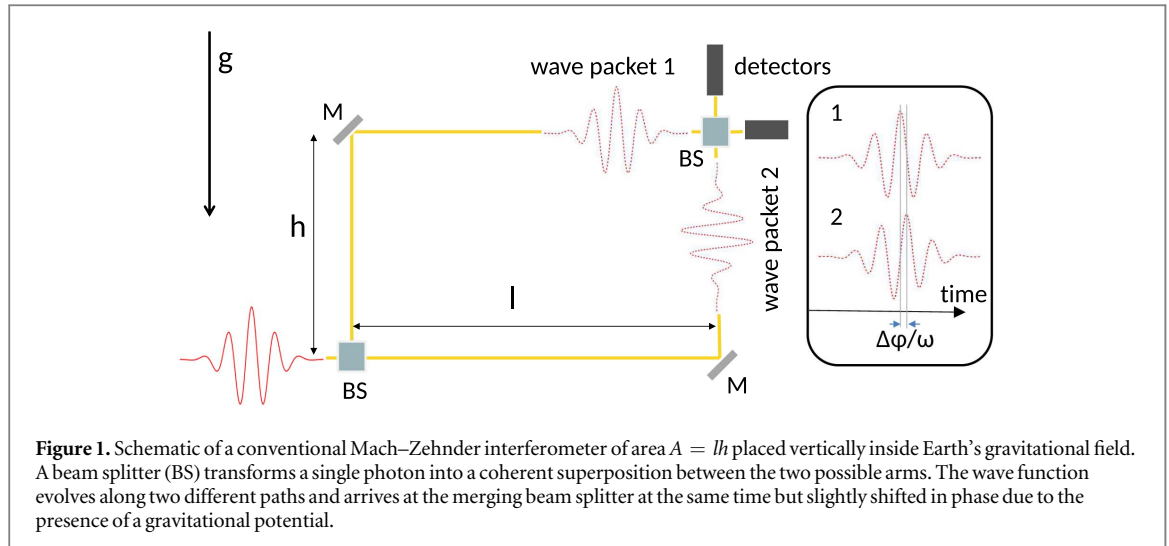 g
M
wave packet 1
detectors
BS
wave packet 2
h
l
BS
M
1
2
time
Δφ/ω
Figure 1. Schematic of a conventional Mach–Zehnder interferometer of area A = lh placed vertically inside Earth's gravitational field.
A beam splitter (BS) transforms a single photon into a coherent superposition between the two possible arms. The wave function
evolves along two different paths and arrives at the merging beam splitter at the same time but slightly shifted in phase due to the
presence of a gravitational potential.